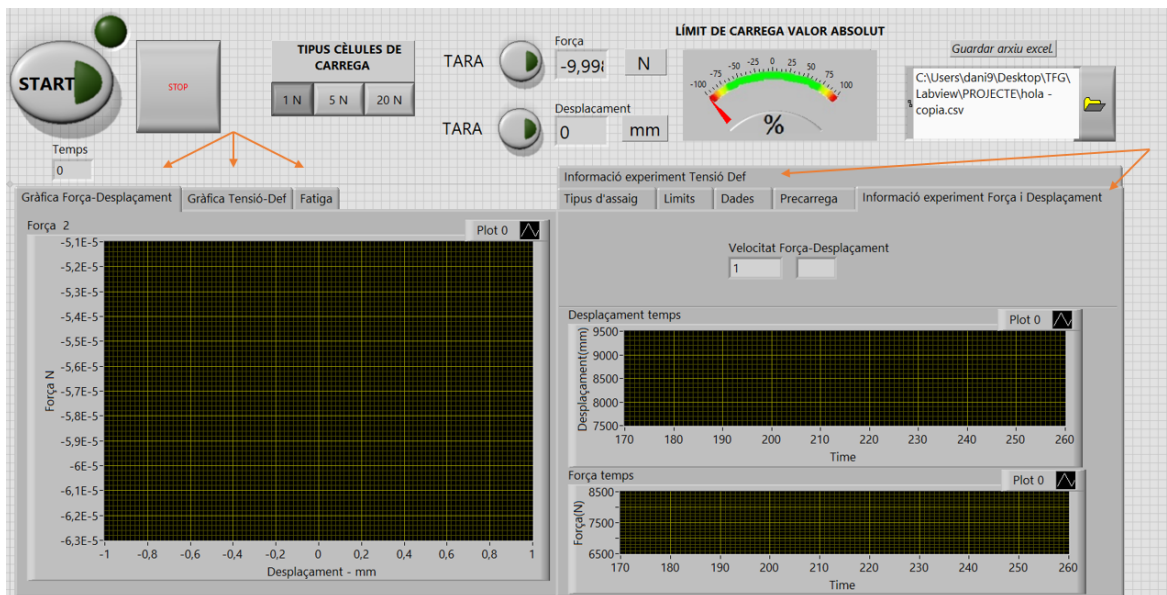 START
STOP
Temps
0
TIPUS CÈLULES DE
CARREGA
1 N 5 N 20 N
TARA
Força
-9,998
N
TARA
Desplacament
0
mm
LÍMIT DE CARREGA VALOR ABSOLUT
-100 -75 -50 -25 0 25 50 75 100
%
Guardar arxiu excel
C:\Users\dani9\Desktop\TFG\
Labview\PROJECTE\hola -
copia.csv
Gràfica Força-Desplaçament Gràfica Tensió-Def Fatiga
Força 2
Plot 0
-5,1E-5
-5,2E-5
-5,3E-5
-5,4E-5
-5,5E-5
-5,6E-5
-5,7E-5
-5,8E-5
-5,9E-5
-6E-5
-6,1E-5
-6,2E-5
-6,3E-5
Força N
-1 -0,8 -0,6 -0,4 -0,2 0 0,2 0,4 0,6 0,8 1
Desplaçament - mm
Informació experiment Tensió Def
Tipus d'assaig Limits Dades Precarrega Informació experiment Força i Desplaçament
Velocitat Força-Desplaçament
1
Desplaçament temps
Plot 0
9500
9000
8500
8000
7500
Desplaçament(mm)
170 180 190 200 210 220 230 240 250 260
Time
Força temps
Plot 0
8500
7500
6500
Força(N)
170 180 190 200 210 220 230 240 250 260
Time